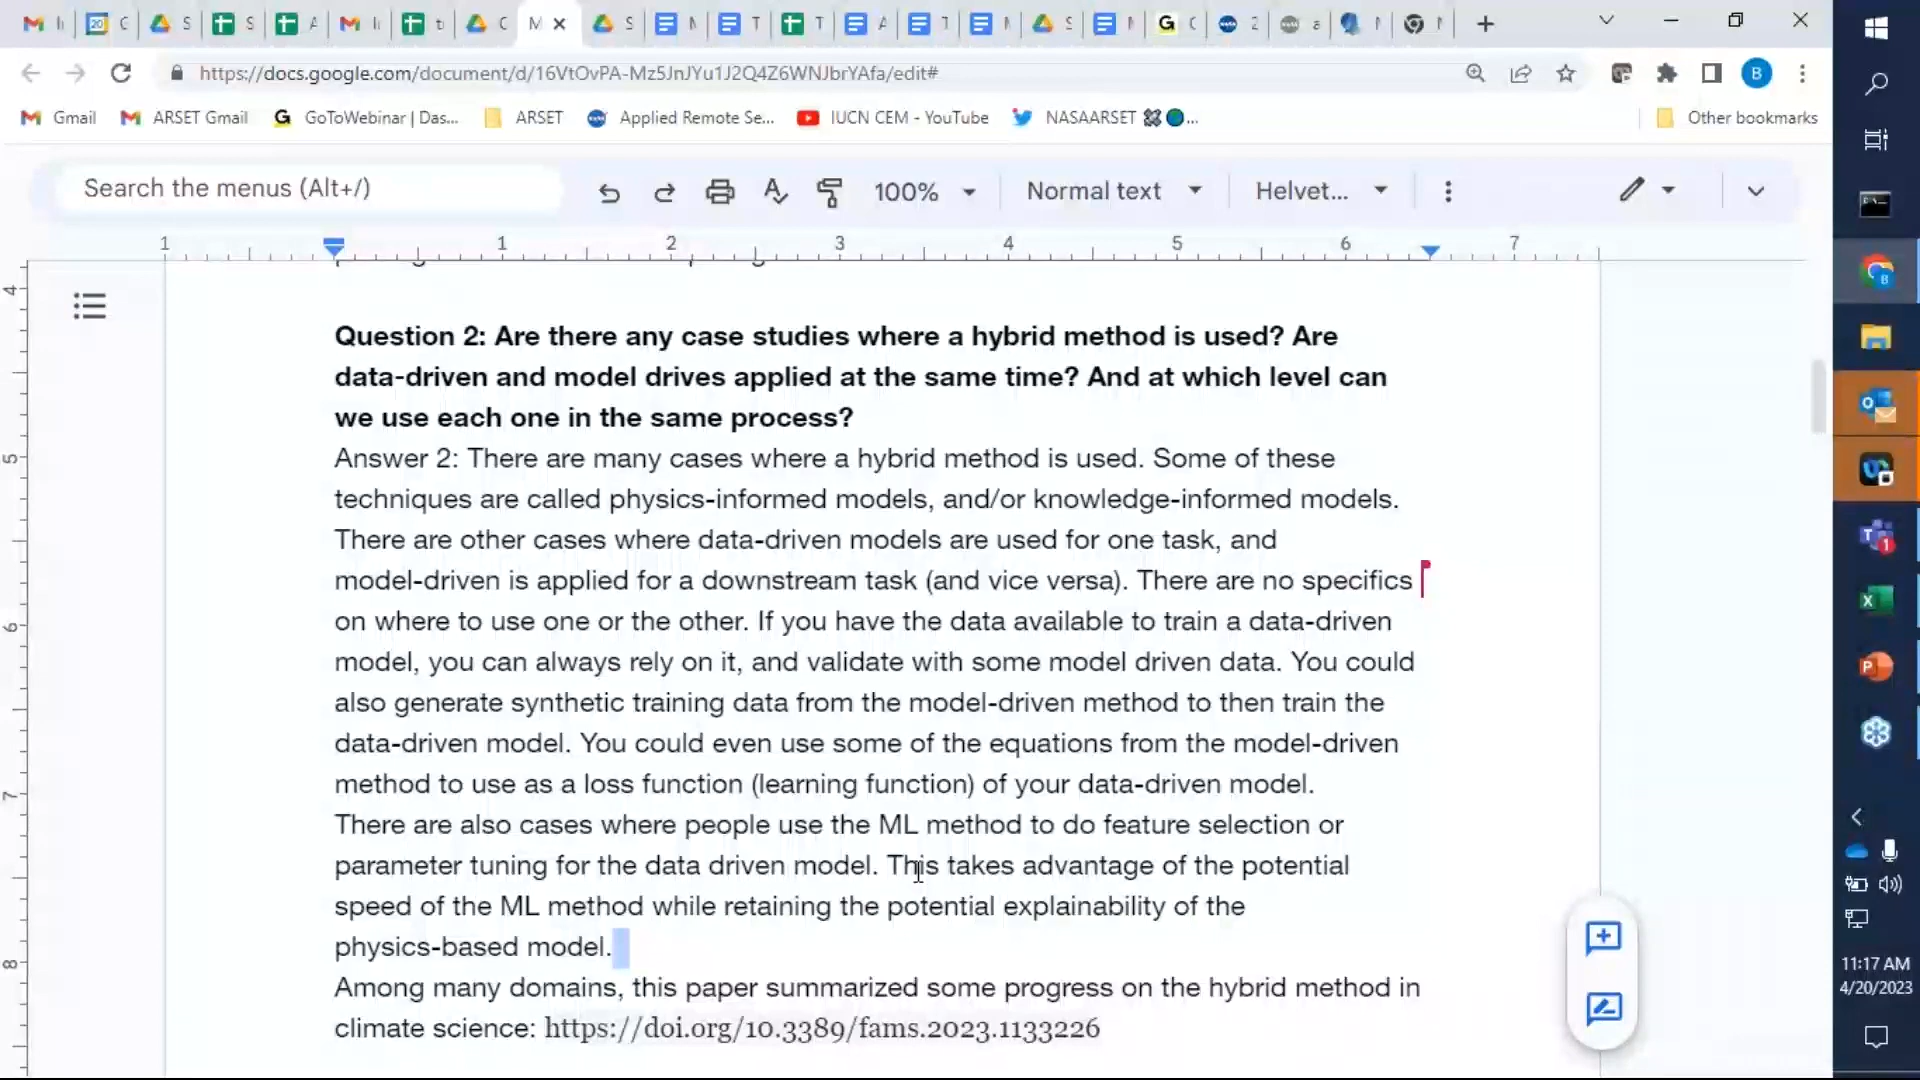 https://docs.google.com/document/d/16VtOvPA-Mz5JnJYu1J2Q4Z6WNJbrYAfa/edit#
B
Gmail
ARSET Gmail
GoToWebinar | Das...
ARSET
Applied Remote Se...
IUCN CEM - YouTube
NASAARSET
Other bookmarks
Search the menus (Alt+/)
100%
Normal text
Helvet...
1 1 2 3 4 5 6 7
Question 2: Are there any case studies where a hybrid method is used? Are
data-driven and model drives applied at the same time? And at which level can
we use each one in the same process?
Answer 2: There are many cases where a hybrid method is used. Some of these
techniques are called physics-informed models, and/or knowledge-informed models.
There are other cases where data-driven models are used for one task, and
model-driven is applied for a downstream task (and vice versa). There are no specifics
on where to use one or the other. If you have the data available to train a data-driven
model, you can always rely on it, and validate with some model driven data. You could
also generate synthetic training data from the model-driven method to then train the
data-driven model. You could even use some of the equations from the model-driven
method to use as a loss function (learning function) of your data-driven model.
There are also cases where people use the ML method to do feature selection or
parameter tuning for the data driven model. This takes advantage of the potential
speed of the ML method while retaining the potential explainability of the
physics-based model.
Among many domains, this paper summarized some progress on the hybrid method in
climate science: https://doi.org/10.3389/fams.2023.1133226
4
5
6
7
8
11:17 AM
4/20/2023